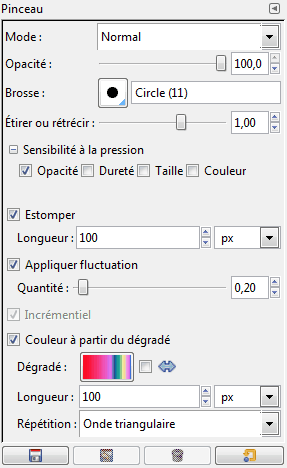 Pinceau
Mode : Normal
Opacité : 100,0
Brosse : Circle (11)
Étirer ou rétrécir : 1,00
Sensibilité à la pression
Opacité Dureté Taille Couleur
Estomper
Longueur : 100 px
Appliquer fluctuation
Quantité : 0,20
Incrémentiel
Couleur à partir du dégradé
Dégradé :
Longueur : 100 px
Répétition : Onde triangulaire